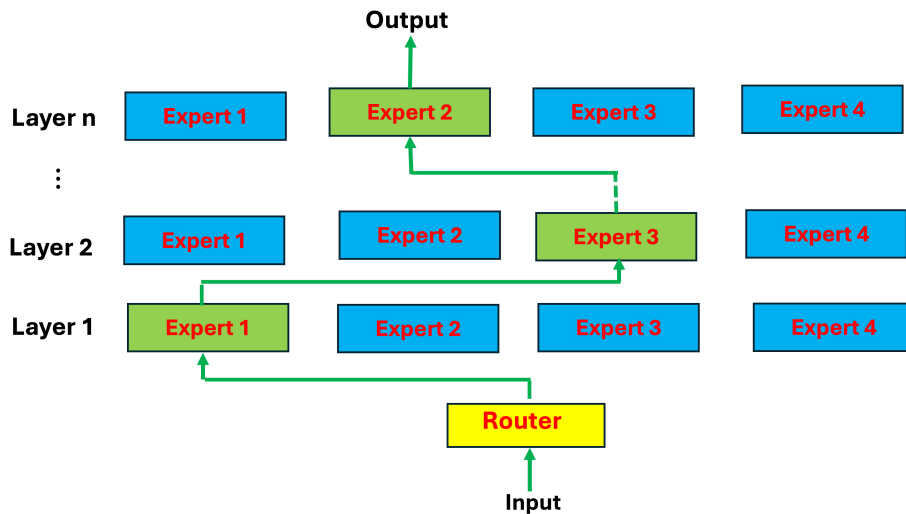 Output
Layer n
Expert 1
Expert 2
Expert 3
Expert 4
...
Layer 2
Expert 1
Expert 2
Expert 3
Expert 4
Layer 1
Expert 1
Expert 2
Expert 3
Expert 4
Router
Input